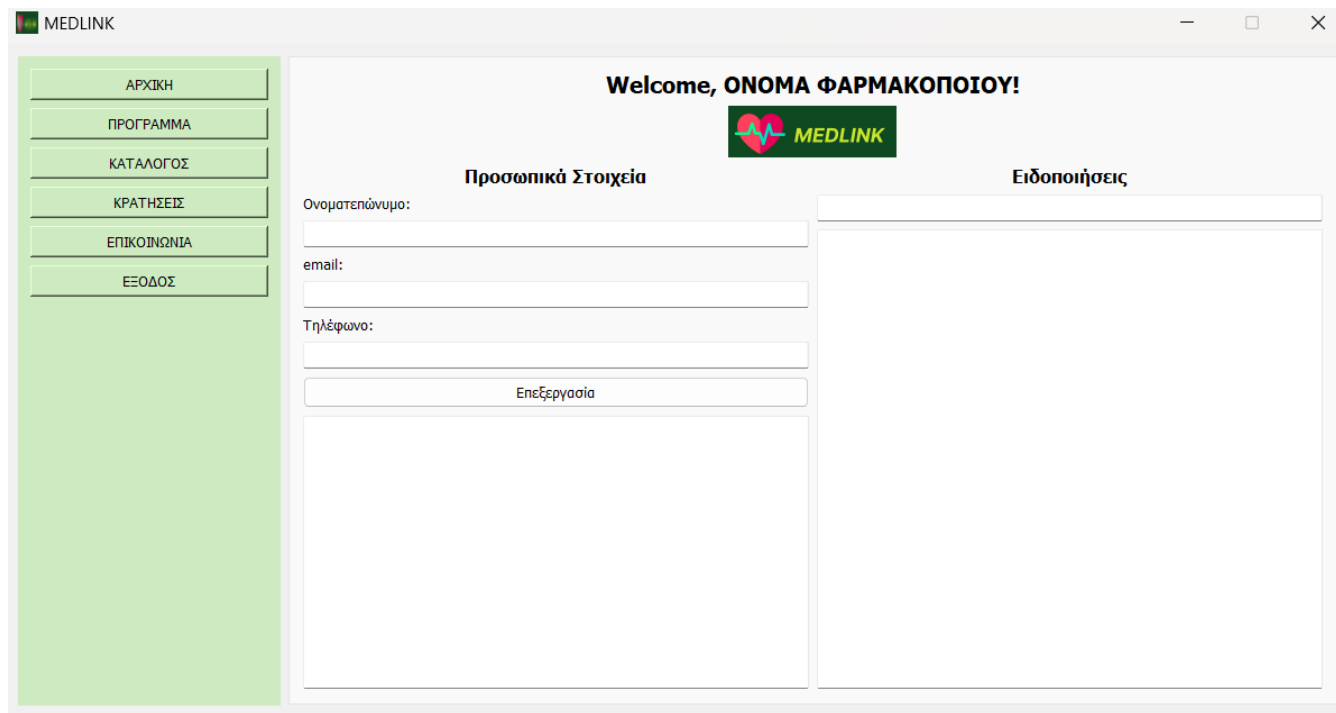 MEDLINK
ΑΡΧΙΚΗ
ΠΡΟΓΡΑΜΜΑ
ΚΑΤΑΛΟΓΟΣ
ΚΡΑΤΗΣΕΙΣ
ΕΠΙΚΟΙΝΩΝΙΑ
ΕΞΟΔΟΣ
Welcome, ΟΝΟΜΑ ΦΑΡΜΑΚΟΠΟΙΟΥ!
MEDLINK
Προσωπικά Στοιχεία
Ονοματεπώνυμο:
email:
Τηλέφωνο:
Επεξεργασία
Ειδοποιήσεις